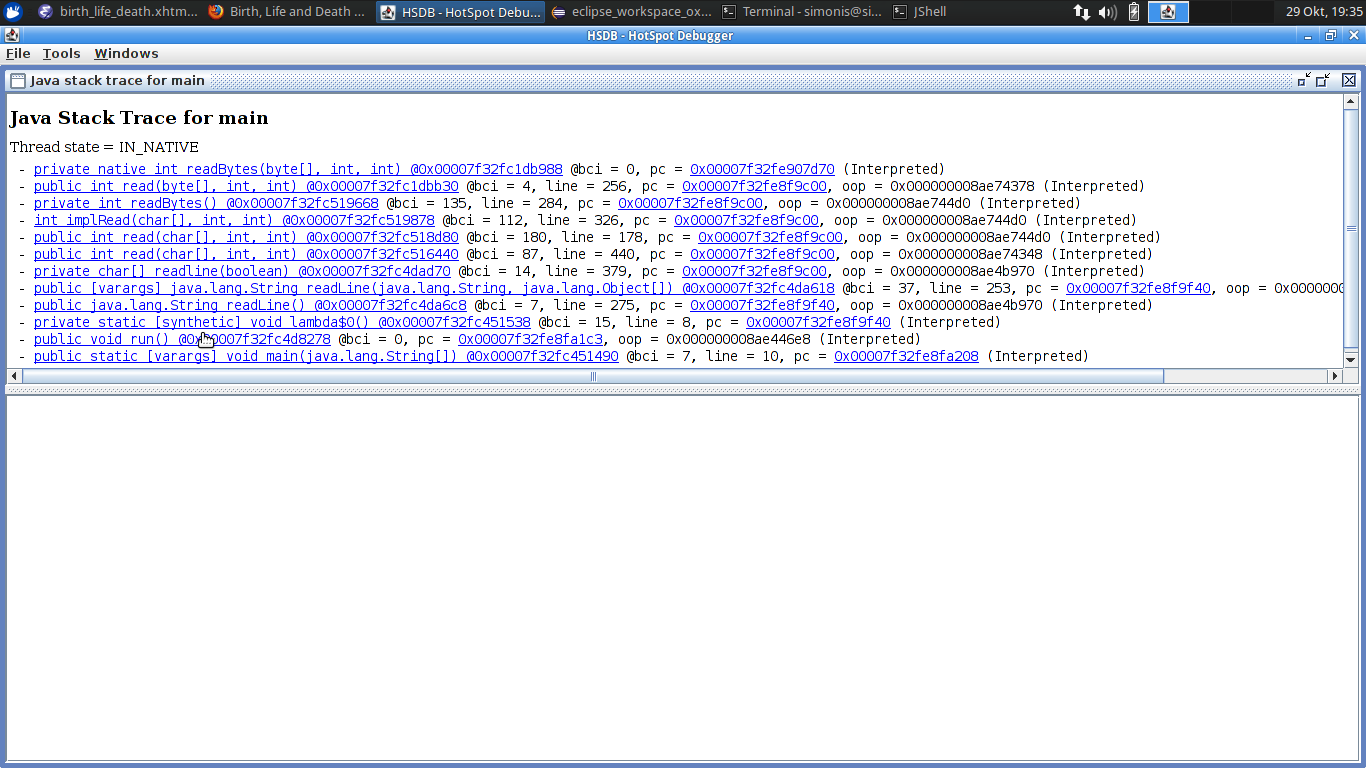 birth_life_death.xhtm... Birth, Life and Death ... HSDB - HotSpot Debu... eclipse_workspace_ox... Terminal - simonis@si... JShell 29 Okt, 19:35
HSDB - HotSpot Debugger
File Tools Windows
Java stack trace for main
Java Stack Trace for main
Thread state = IN_NATIVE
- private native int readBytes(byte[], int, int) @0x00007f32fc1db988 @bci = 0, pc = 0x00007f32fe907d70 (Interpreted)
- public int read(byte[], int, int) @0x00007f32fc1dbb30 @bci = 4, line = 256, pc = 0x00007f32fe8f9c00, oop = 0x000000008ae74378 (Interpreted)
- private int readBytes() @0x00007f32fc519668 @bci = 135, line = 284, pc = 0x00007f32fe8f9c00, oop = 0x000000008ae744d0 (Interpreted)
- int implRead(char[], int, int) @0x00007f32fc519878 @bci = 112, line = 326, pc = 0x00007f32fe8f9c00, oop = 0x000000008ae744d0 (Interpreted)
- public int read(char[], int, int) @0x00007f32fc518d80 @bci = 180, line = 178, pc = 0x00007f32fe8f9c00, oop = 0x000000008ae744d0 (Interpreted)
- public int read(char[], int, int) @0x00007f32fc516440 @bci = 87, line = 440, pc = 0x00007f32fe8f9c00, oop = 0x000000008ae74348 (Interpreted)
- private char[] readline(boolean) @0x00007f32fc4dad70 @bci = 14, line = 379, pc = 0x00007f32fe8f9c00, oop = 0x000000008ae4b970 (Interpreted)
- public [varargs] java.lang.String readLine(java.lang.String, java.lang.Object[]) @0x00007f32fc4da618 @bci = 37, line = 253, pc = 0x00007f32fe8f9f40, oop = 0x0000000
- public java.lang.String readLine() @0x00007f32fc4da6c8 @bci = 7, line = 275, pc = 0x00007f32fe8f9f40, oop = 0x000000008ae4b970 (Interpreted)
- private static [synthetic] void lambda$0() @0x00007f32fc451538 @bci = 15, line = 8, pc = 0x00007f32fe8f9f40 (Interpreted)
- public void run() @0x00007f32fc4d8278 @bci = 0, pc = 0x00007f32fe8fa1c3, oop = 0x000000008ae446e8 (Interpreted)
- public static [varargs] void main(java.lang.String[]) @0x00007f32fc451490 @bci = 7, line = 10, pc = 0x00007f32fe8fa208 (Interpreted)